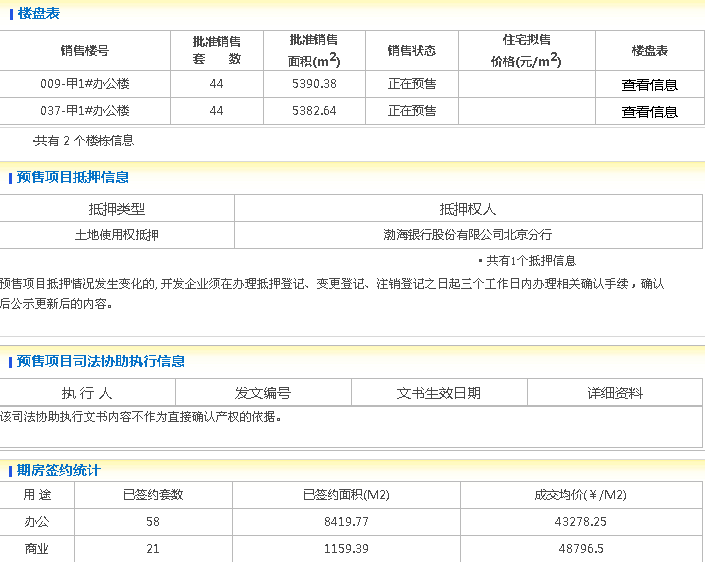 楼盘表
销售楼号 批准销售套 数 批准销售面积(m²) 销售状态 住宅拟售价格(元/m²) 楼盘表
009-甲1#办公楼 44 5390.38 正在预售 查看信息
037-甲1#办公楼 44 5382.64 正在预售 查看信息
·共有 2 个楼栋信息
预售项目抵押信息
抵押类型 抵押权人
土地使用权抵押 渤海银行股份有限公司北京分行
·共有1个抵押信息
预售项目抵押情况发生变化的,开发企业须在办理抵押登记、变更登记、注销登记之日起三个工作日内办理相关确认手续，确认
后公示更新后的内容。
预售项目司法协助执行信息
执 行 人 发文编号 文书生效日期 详细资料
该司法协助执行文书内容不作为直接确认产权的依据。
期房签约统计
用 途 已签约套数 已签约面积(M2) 成交均价(￥/M2)
办公 58 8419.77 43278.25
商业 21 1159.39 48796.5